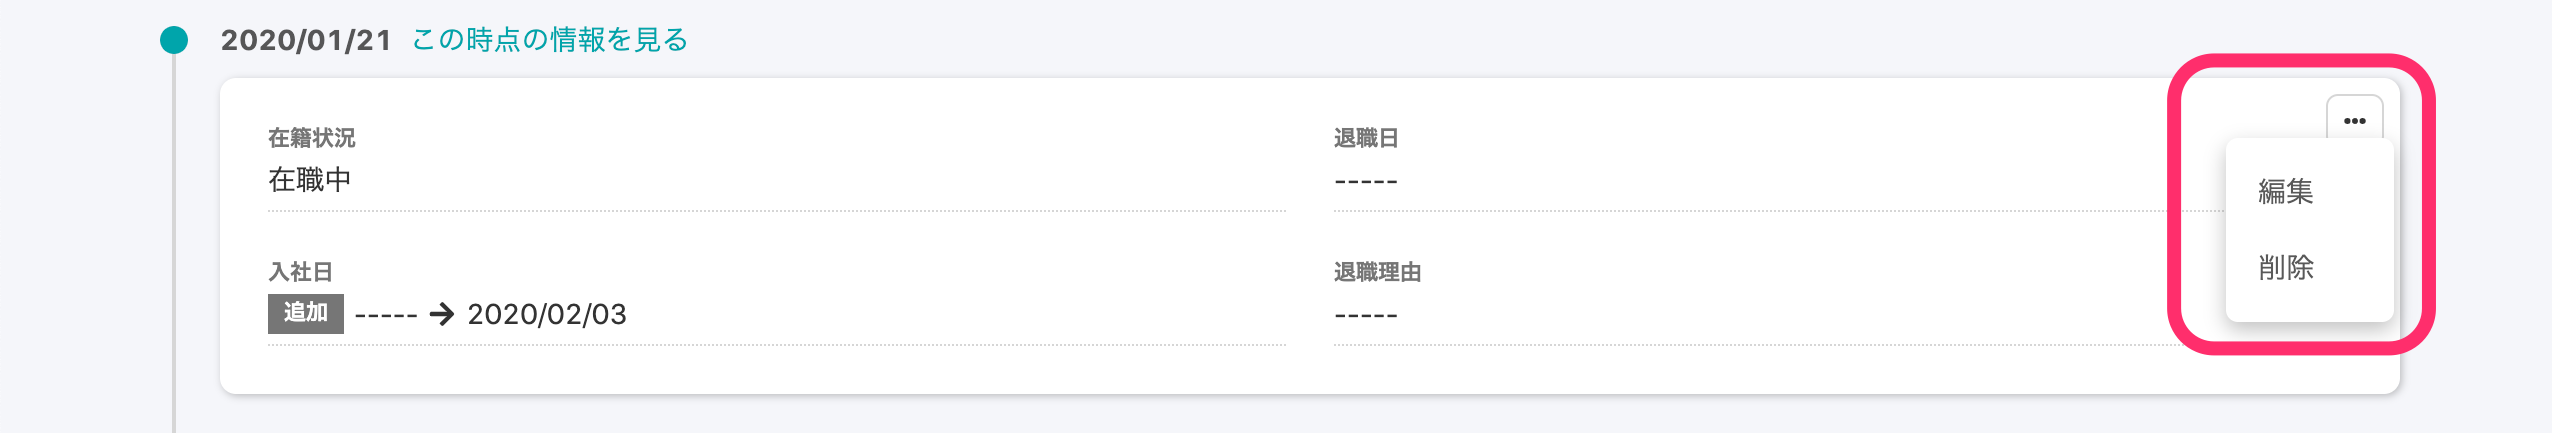 2020/01/21 この時点の情報を見る
•••
在籍状況
在職中
退職日
-----
編集
削除
入社日
追加 ----- → 2020/02/03
退職理由
-----